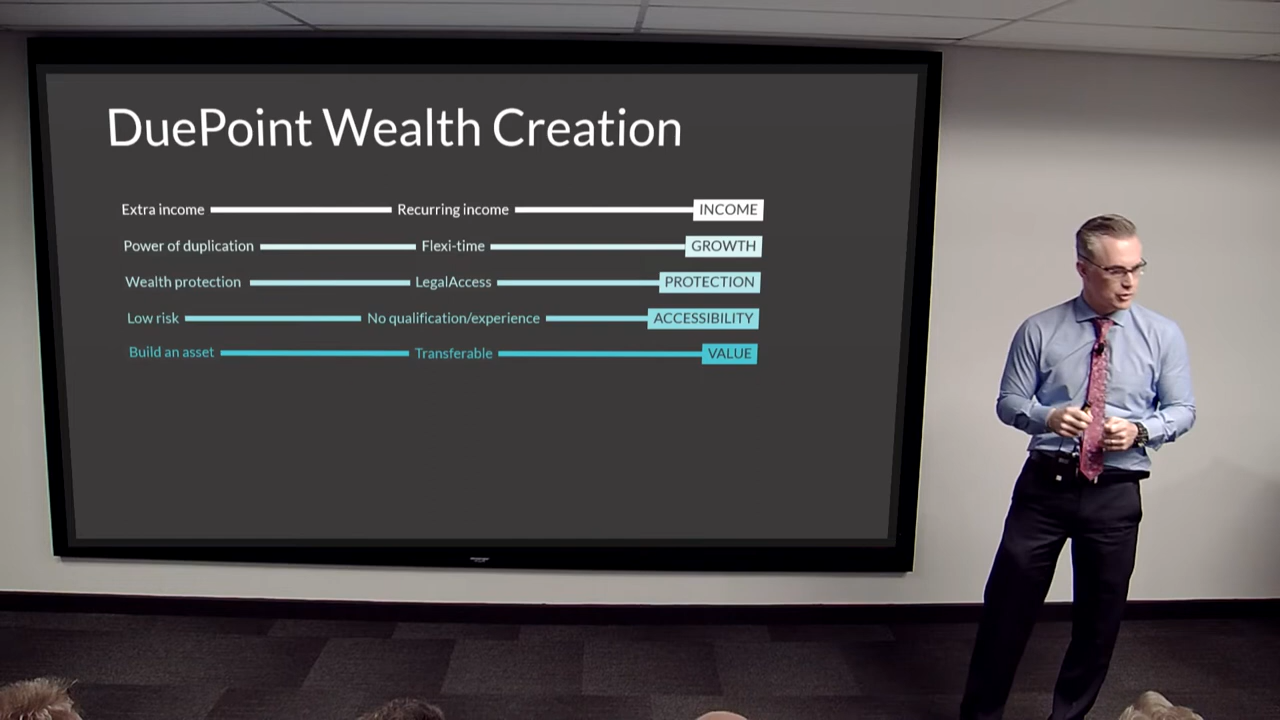 DuePoint Wealth Creation
Extra income Recurring income INCOME
Power of duplication Flexi-time GROWTH
Wealth protection LegalAccess PROTECTION
Low risk No qualification/experience ACCESSIBILITY
Build an asset Transferable VALUE